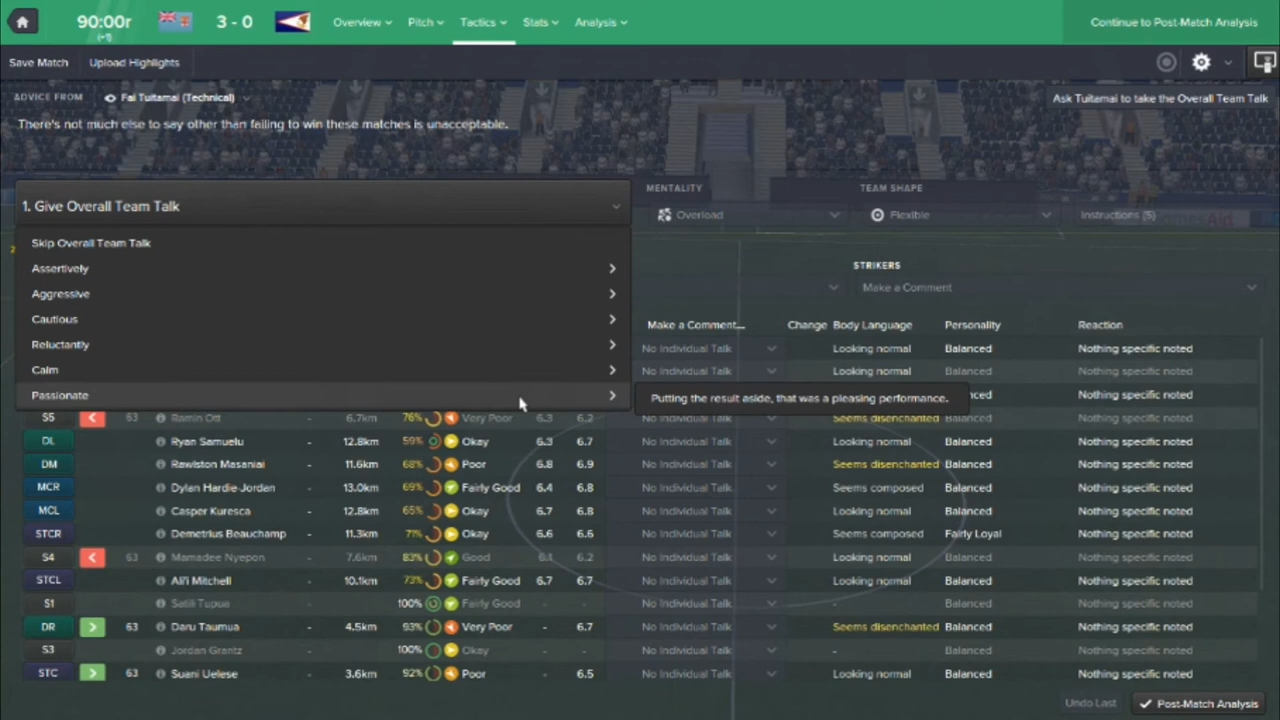 90:00r 3 - 0 Overview Pitch Tactics Stats Analysis Continue to Post-Match Analysis
(+1)
Save Match Upload Highlights
ADVICE FROM Fai Tuitamai (Technical) Ask Tuitamai to take the Overall Team Talk
There's not much else to say other than failing to win these matches is unacceptable.
MENTALITY TEAM SHAPE
1. Give Overall Team Talk Overload Flexible Instructions (5)
Skip Overall Team Talk
Assertively STRIKERS
Aggressive Make a Comment
Cautious Make a Comment... Change Body Language Personality Reaction
Reluctantly No Individual Talk Looking normal Balanced Nothing specific noted
Calm No Individual Talk Looking normal Balanced Nothing specific noted
Passionate Putting the result aside, that was a pleasing performance. Nothing specific noted
S5 63 Ramin Ott - 6.7km 76% Very Poor 6.3 6.2 No Individual Talk Seems disenchanted Balanced Nothing specific noted
DL Ryan Samuelu - 12.8km 59% Okay 6.3 6.7 No Individual Talk Looking normal Balanced Nothing specific noted
DM Rawlston Masaniai - 11.6km 68% Poor 6.8 6.9 No Individual Talk Seems disenchanted Balanced Nothing specific noted
MCR Dylan Hardie-Jordan - 13.0km 69% Fairly Good 6.4 6.8 No Individual Talk Seems composed Balanced Nothing specific noted
MCL Casper Kuresca - 12.8km 65% Okay 6.7 6.8 No Individual Talk Looking normal Balanced Nothing specific noted
STCR Demetrius Beauchamp - 11.3km 71% Okay 6.6 6.6 No Individual Talk Seems composed Fairly Loyal Nothing specific noted
S4 63 Mamadee Nyepon - 7.6km 83% Good 6.1 6.2 No Individual Talk Looking normal Balanced Nothing specific noted
STCL Ali'i Mitchell - 10.1km 73% Fairly Good 6.7 6.7 No Individual Talk Looking normal Balanced Nothing specific noted
S1 Satili Tupua - 100% Fairly Good - - No Individual Talk - Balanced Nothing specific noted
DR 63 Daru Taumua - 4.5km 93% Very Poor - 6.7 No Individual Talk Seems disenchanted Balanced Nothing specific noted
S3 Jordan Grantz - 100% Okay - - No Individual Talk - Balanced Nothing specific noted
STC 63 Suani Uelese - 3.6km 92% Poor - 6.5 No Individual Talk Looking normal Balanced Nothing specific noted
Undo Last Post-Match Analysis